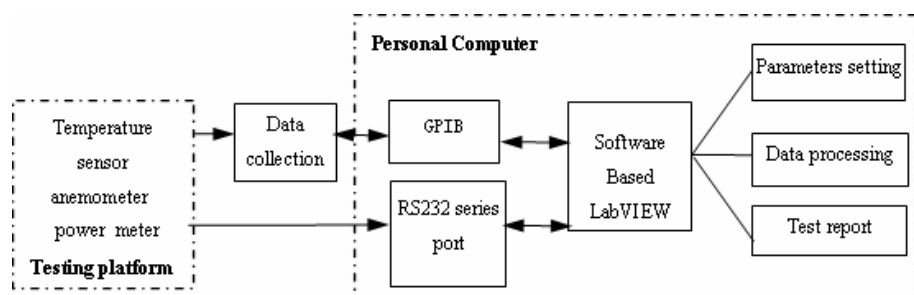 Personal Computer
Temperature
sensor
anemometer
power meter
Testing platform
Data
collection
GPIB
RS232 series
port
Software
Based
LabVIEW
Parameters setting
Data processing
Test report